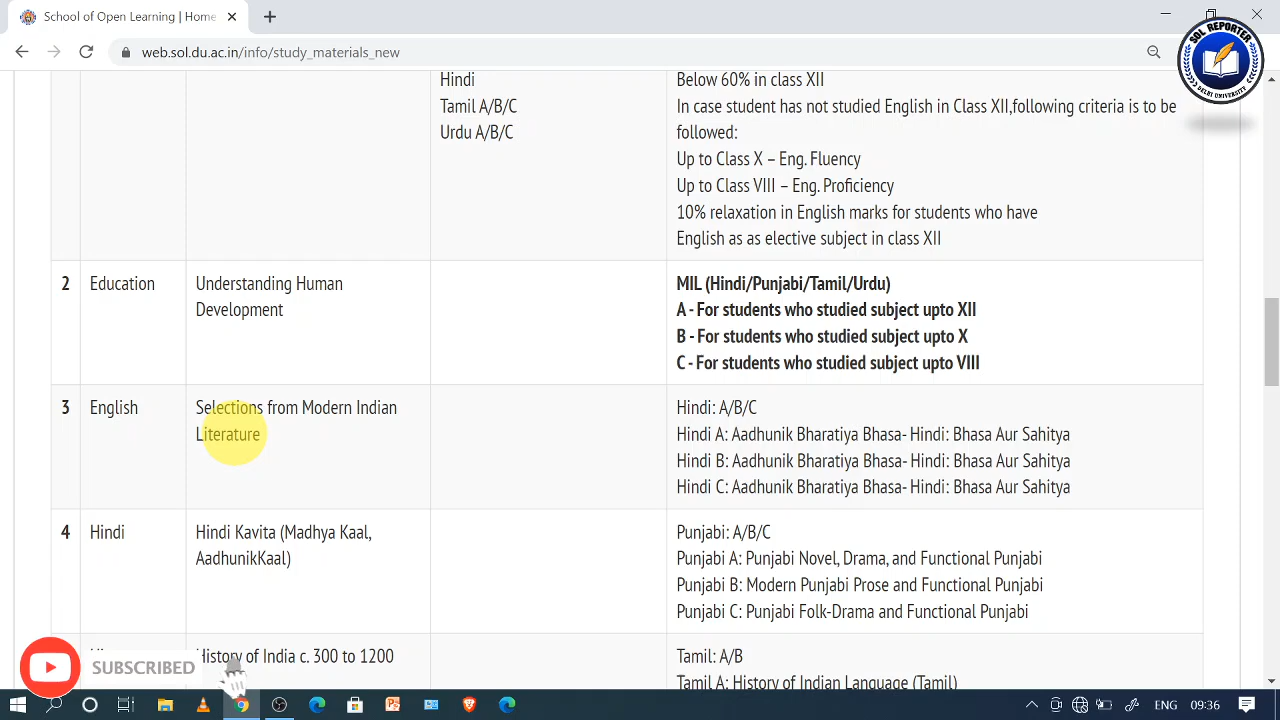 School of Open Learning | Home
web.sol.du.ac.in/info/study_materials_new
SOL REPORTER
DELHI UNIVERSITY
Hindi
Tamil A/B/C
Urdu A/B/C
Below 60% in class XII
In case student has not studied English in Class XII,following criteria is to be
followed:
Up to Class X – Eng. Fluency
Up to Class VIII – Eng. Proficiency
10% relaxation in English marks for students who have
English as as elective subject in class XII
2
Education
Understanding Human
Development
MIL (Hindi/Punjabi/Tamil/Urdu)
A - For students who studied subject upto XII
B - For students who studied subject upto X
C - For students who studied subject upto VIII
3
English
Selections from Modern Indian
Literature
Hindi: A/B/C
Hindi A: Aadhunik Bharatiya Bhasa- Hindi: Bhasa Aur Sahitya
Hindi B: Aadhunik Bharatiya Bhasa- Hindi: Bhasa Aur Sahitya
Hindi C: Aadhunik Bharatiya Bhasa- Hindi: Bhasa Aur Sahitya
4
Hindi
Hindi Kavita (Madhya Kaal,
AadhunikKaal)
Punjabi: A/B/C
Punjabi A: Punjabi Novel, Drama, and Functional Punjabi
Punjabi B: Modern Punjabi Prose and Functional Punjabi
Punjabi C: Punjabi Folk-Drama and Functional Punjabi
History of India c. 300 to 1200
Tamil: A/B
Tamil A: History of Indian Language (Tamil)
SUBSCRIBED
ENG
09:36